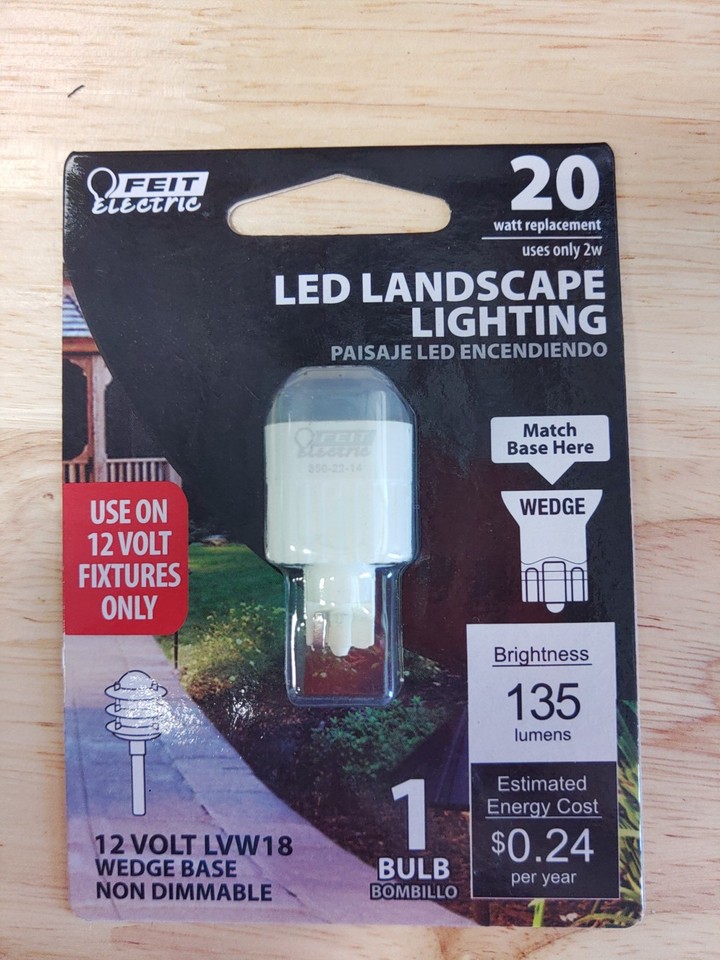 FEIT
Electric
20
watt replacement
uses only 2w
LED LANDSCAPE
LIGHTING
PAISAJE LED ENCENDIENDO
FEIT
Electric
Match
Base Here
WEDGE
USE ON
12 VOLT
FIXTURES
ONLY
Brightness
135
lumens
Estimated
Energy Cost
$0.24
per year
1
BULB
BOMBILLO
12 VOLT LVW18
WEDGE BASE
NON DIMMABLE